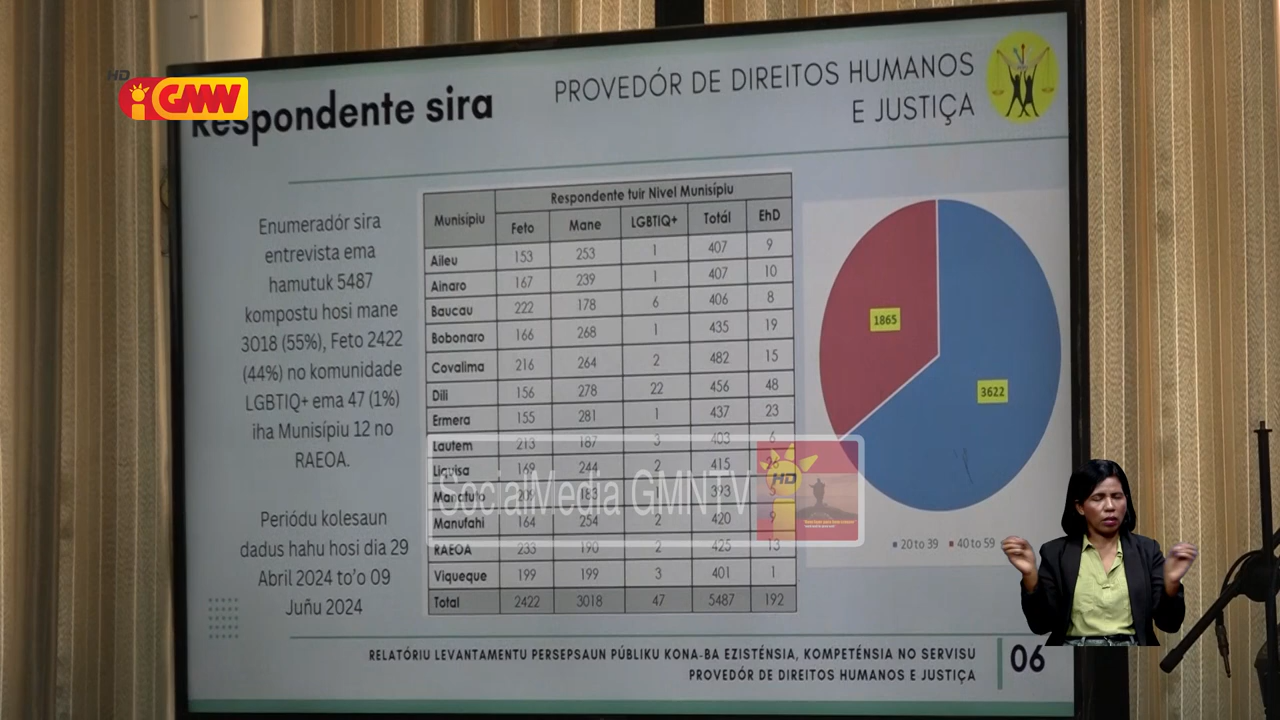 HD
GMN
Respondente sira
PROVEDÓR DE DIREITOS HUMANOS
E JUSTIÇA
Enumeradór sira
entrevista ema
hamutuk 5487
kompostu hosi mane
3018 (55%), Feto 2422
(44%) no komunidade
LGBTIQ+ ema 47 (1%)
iha Munisípiu 12 no
RAEOA.
Periódu kolesaun
dadus hahu hosi dia 29
Abril 2024 to'o 09
Juñu 2024
Munisípiu Respondente tuir Nivel Munisípiu
Feto Mane LGBTIQ+ Totál EhD
Aileu 153 253 1 407 9
Ainaro 167 239 1 407 10
Baucau 222 178 6 406 8
Bobonaro 166 268 1 435 19
Covalima 216 264 2 482 15
Dili 156 278 22 456 48
Ermera 155 281 1 437 23
Lautem 213 187 3 403 6
Liquisa 169 244 2 415 26
Manatuto 183 393
Manufahi 164 254 2 420 9
RAEOA 233 190 2 425 13
Viqueque 199 199 3 401 1
Total 2422 3018 47 5487 192
1865
3622
20 to 39 40 to 59
SocialMedia GMNTV
HD
RELATÓRIU LEVANTAMENTU PERSEPSAUN PÚBLIKU KONA-BA EZISTÉNSIA, KOMPETÉNSIA NO SERVISU
PROVEDÓR DE DIREITOS HUMANOS E JUSTIÇA
06